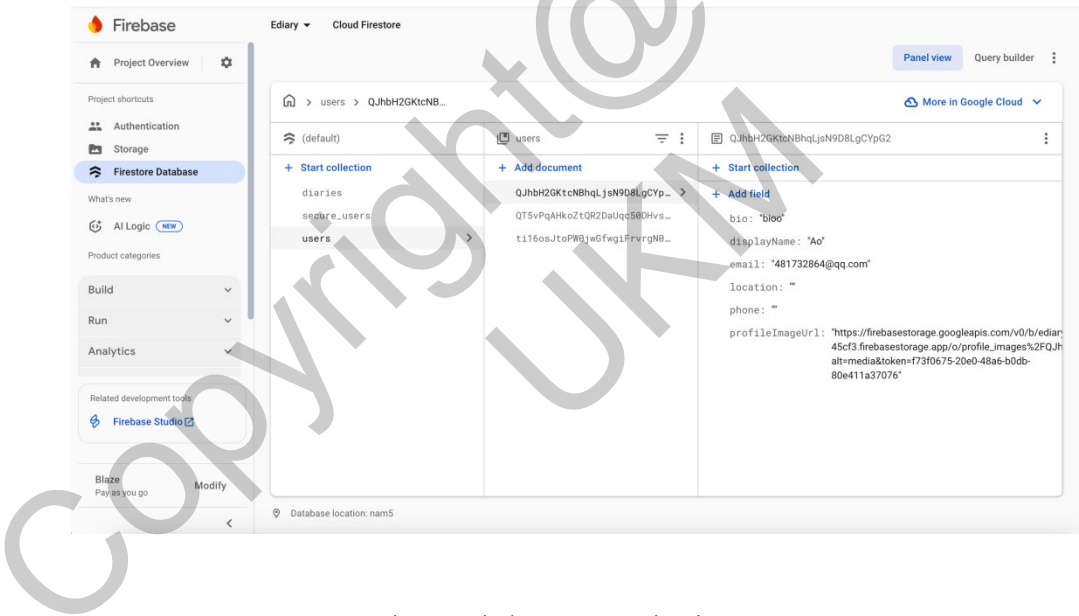 Firebase
Ediary
Cloud Firestore
Project Overview
Panel view
Query builder
Project shortcuts
users
QJhbH2GKtcNB...
More in Google Cloud
Authentication
Storage
Firestore Database
(default)
users
QJhbH2GKtcNBhqLjsN9D8LgCYpG2
+ Start collection
+ Add document
+ Start collection
diaries
secure_users
users
QJhbH2GKtcNBhqLjsN9D8LgCYp…
QT5vPqAHkoZtQR2DaUqc50DHvs…
ti16osJtoPW0jwGfwgiFrvrgN0…
+ Add field
bio: "bioo"
displayName: "Ao"
email: "481732864@qq.com"
location: ""
phone: ""
profileImageUrl: "https://firebasestorage.googleapis.com/v0/b/ediary
45cf3.firebasestorage.app/o/profile_images%2FQJh
alt=media&token=f73f0675-20e0-48a6-b0db-
80e411a37076"
What's new
AI Logic NEW
Product categories
Build
Run
Analytics
Related development tools
Firebase Studio
Blaze
Pay as you go
Modify
Database location: nam5
Copyright@
UKM